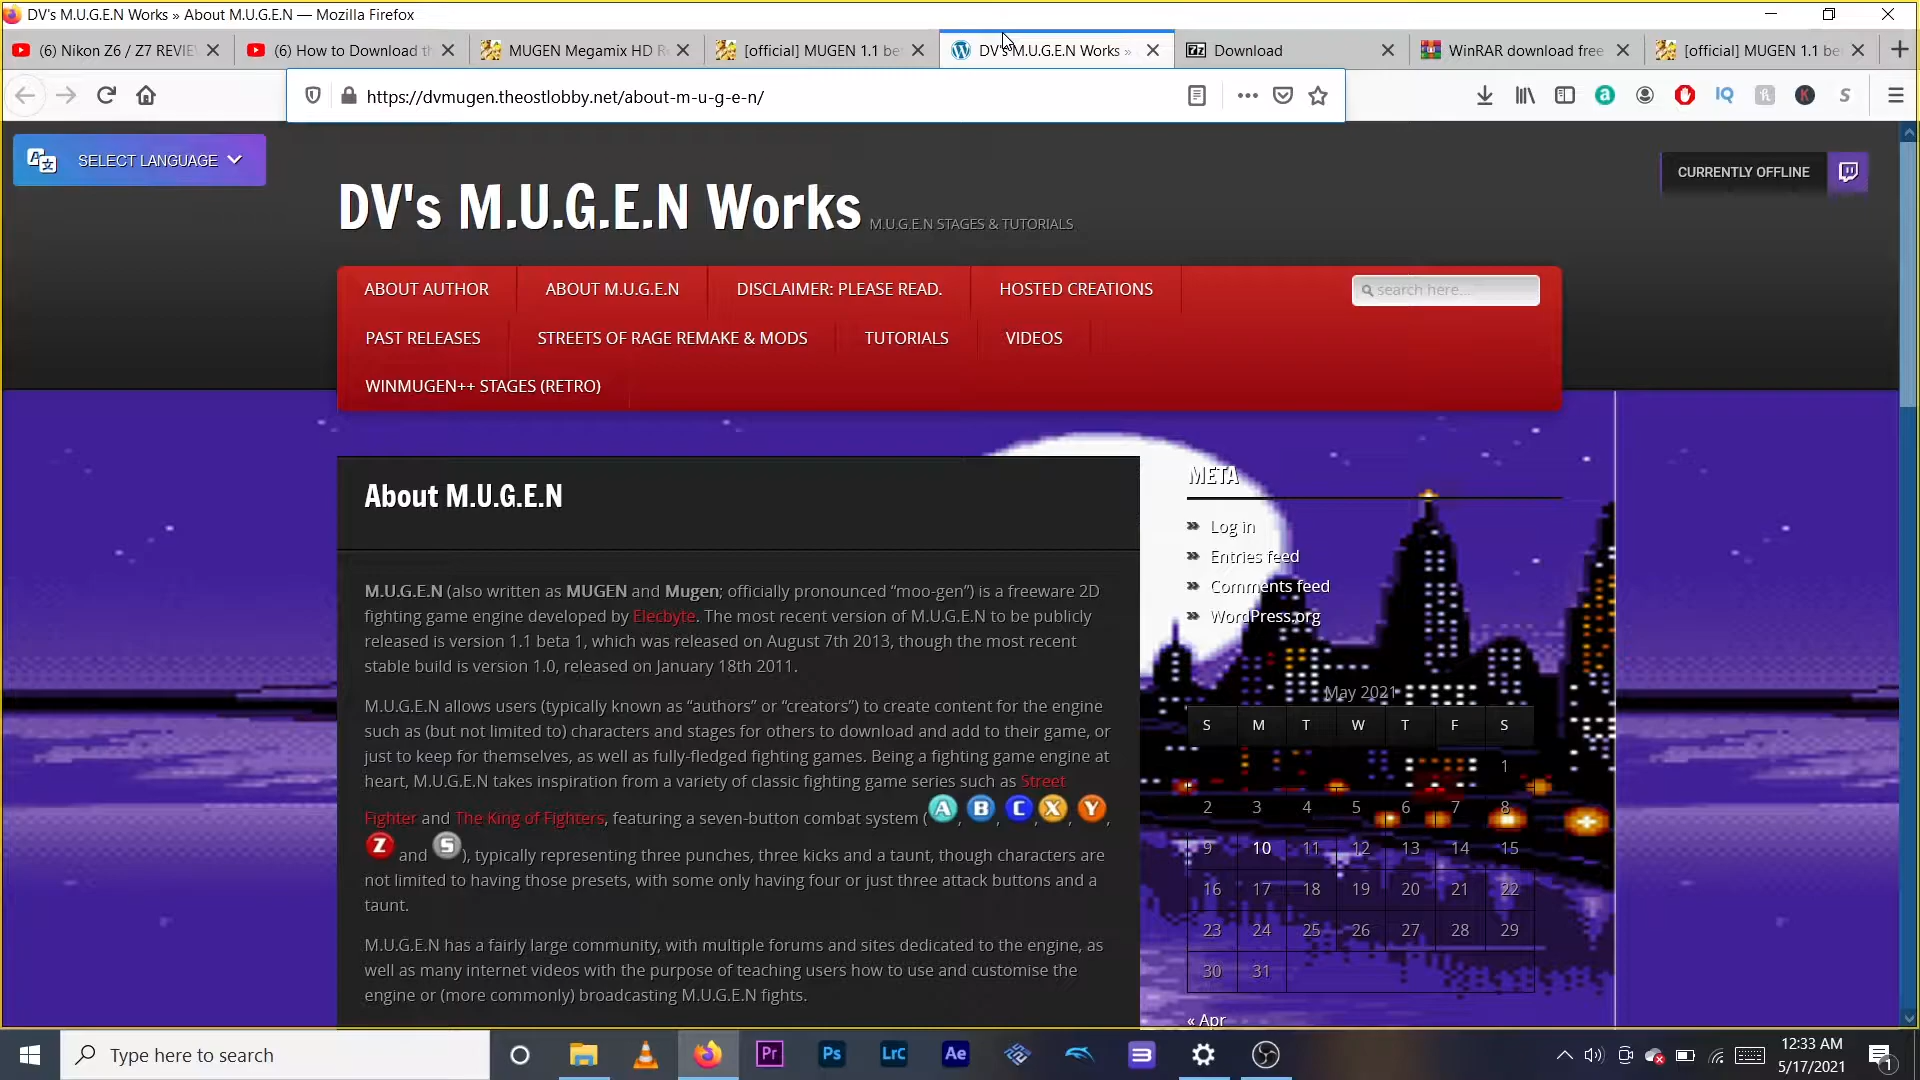 DV's M.U.G.E.N Works » About M.U.G.E.N — Mozilla Firefox
(6) Nikon Z6 / Z7 REVIE
(6) How to Download th
MUGEN Megamix HD R
[official] MUGEN 1.1 be
DV's M.U.G.E.N Works »
Download
WinRAR download free
[official] MUGEN 1.1 be
https://dvmugen.theostlobby.net/about-m-u-g-e-n/
SELECT LANGUAGE
CURRENTLY OFFLINE
DV's M.U.G.E.N Works M.U.G.E.N STAGES & TUTORIALS
ABOUT AUTHOR
ABOUT M.U.G.E.N
DISCLAIMER: PLEASE READ.
HOSTED CREATIONS
search here...
PAST RELEASES
STREETS OF RAGE REMAKE & MODS
TUTORIALS
VIDEOS
WINMUGEN++ STAGES (RETRO)
About M.U.G.E.N
M.U.G.E.N (also written as MUGEN and Mugen; officially pronounced “moo-gen”) is a freeware 2D
fighting game engine developed by Elecbyte. The most recent version of M.U.G.E.N to be publicly
released is version 1.1 beta 1, which was released on August 7th 2013, though the most recent
stable build is version 1.0, released on January 18th 2011.
M.U.G.E.N allows users (typically known as “authors” or “creators”) to create content for the engine
such as (but not limited to) characters and stages for others to download and add to their game, or
just to keep for themselves, as well as fully-fledged fighting games. Being a fighting game engine at
heart, M.U.G.E.N takes inspiration from a variety of classic fighting game series such as Street
Fighter and The King of Fighters, featuring a seven-button combat system (A, B, C, X, Y,
Z and S), typically representing three punches, three kicks and a taunt, though characters are
not limited to having those presets, with some only having four or just three attack buttons and a
taunt.
M.U.G.E.N has a fairly large community, with multiple forums and sites dedicated to the engine, as
well as many internet videos with the purpose of teaching users how to use and customise the
engine or (more commonly) broadcasting M.U.G.E.N fights.
META
Log in
Entries feed
Comments feed
WordPress.org
May 2021
S M T W T F S
1
2 3 4 5 6 7 8
9 10 11 12 13 14 15
16 17 18 19 20 21 22
23 24 25 26 27 28 29
30 31
« Apr
Type here to search
Pr
Ps
LrC
Ae
12:33 AM
5/17/2021
1